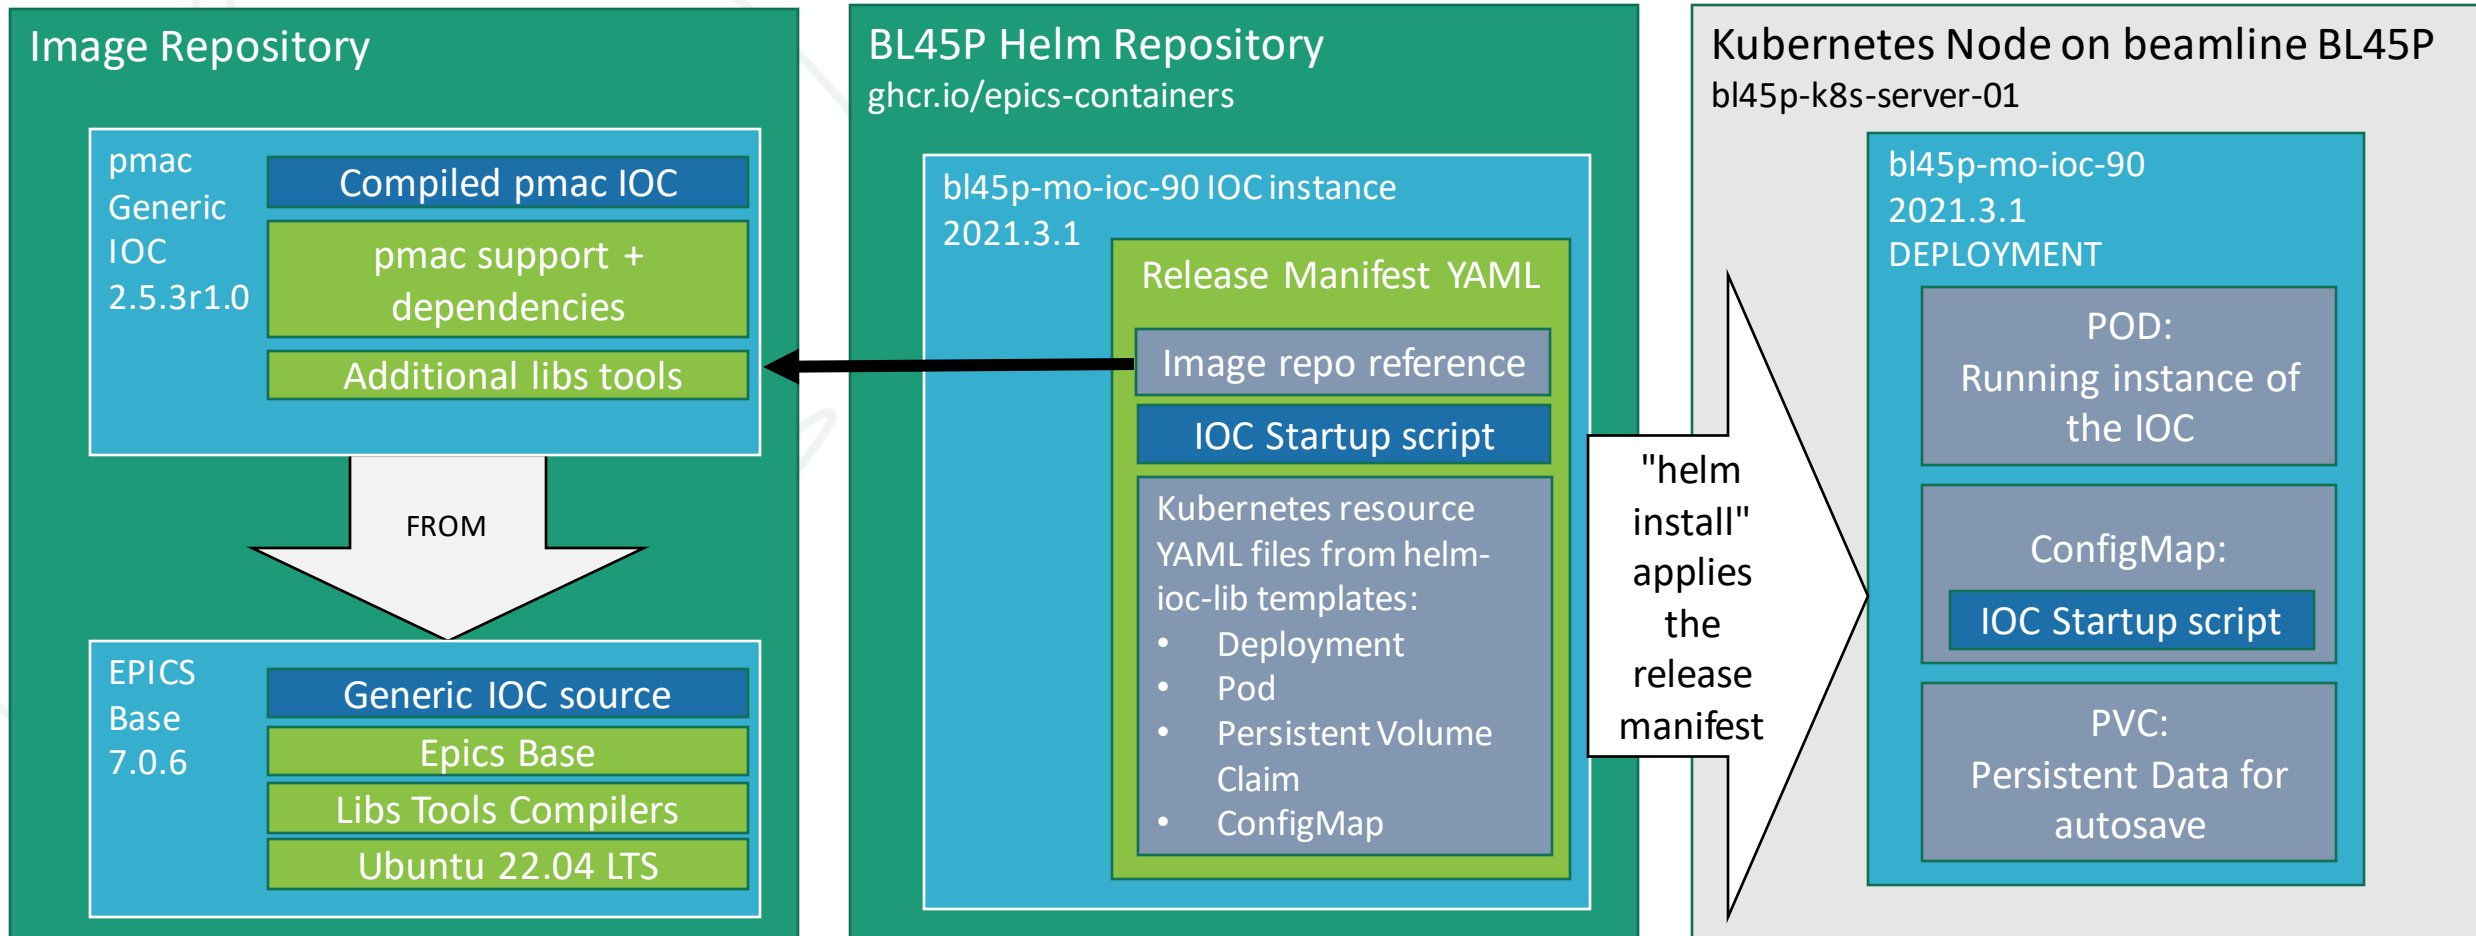 Image Repository
pmac
Generic
IOC
2.5.3r1.0
Compiled pmac IOC
pmac support +
dependencies
Additional libs tools
FROM
EPICS
Base
7.0.6
Generic IOC source
Epics Base
Libs Tools Compilers
Ubuntu 22.04 LTS
BL45P Helm Repository
ghcr.io/epics-containers
bl45p-mo-ioc-90 IOC instance
2021.3.1
Release Manifest YAML
Image repo reference
IOC Startup script
Kubernetes resource
YAML files from helm-
ioc-lib templates:
• Deployment
• Pod
• Persistent Volume
Claim
• ConfigMap
"helm
install"
applies
the
release
manifest
Kubernetes Node on beamline BL45P
bl45p-k8s-server-01
bl45p-mo-ioc-90
2021.3.1
DEPLOYMENT
POD:
Running instance of
the IOC
ConfigMap:
IOC Startup script
PVC:
Persistent Data for
autosave